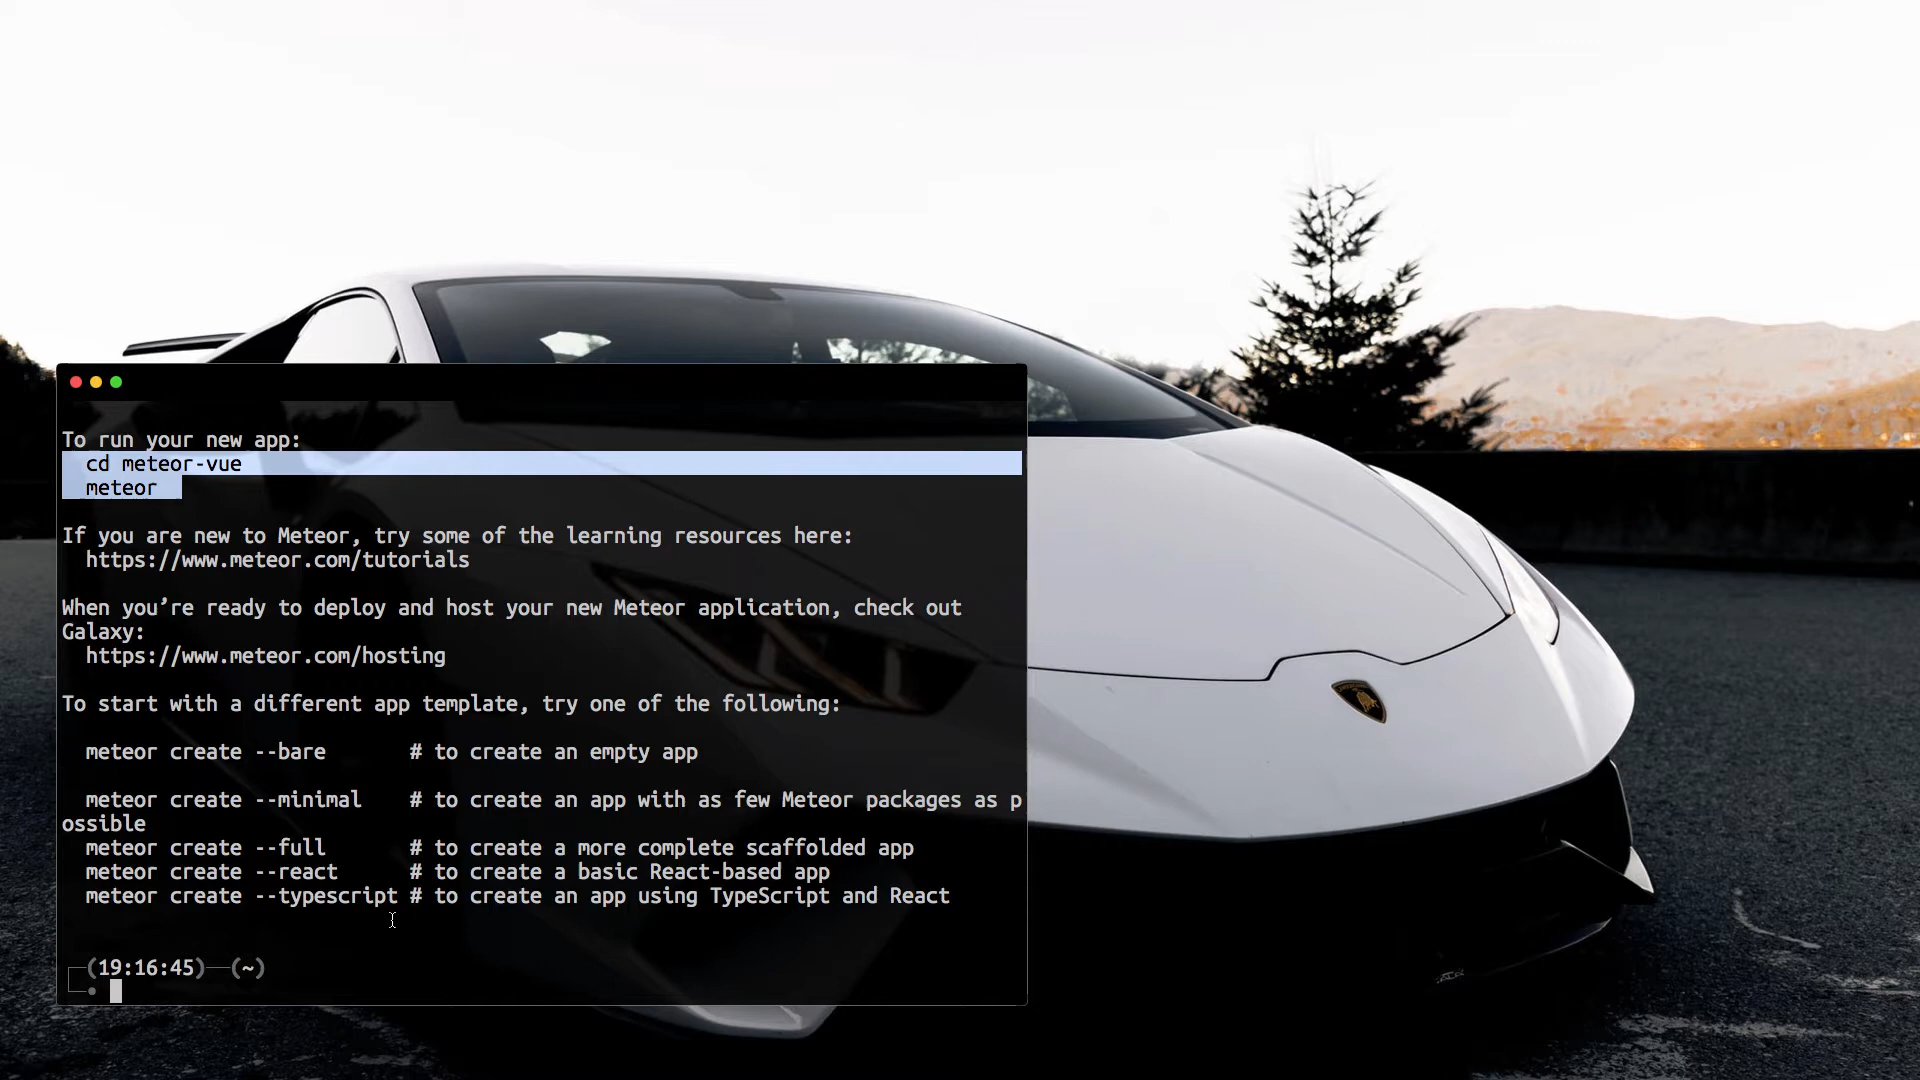 To run your new app:
cd meteor-vue
meteor
If you are new to Meteor, try some of the learning resources here:
https://www.meteor.com/tutorials
When you’re ready to deploy and host your new Meteor application, check out
Galaxy:
https://www.meteor.com/hosting
To start with a different app template, try one of the following:
meteor create --bare # to create an empty app
meteor create --minimal # to create an app with as few Meteor packages as p
ossible
meteor create --full # to create a more complete scaffolded app
meteor create --react # to create a basic React-based app
meteor create --typescript # to create an app using TypeScript and React
(19:16:45)──(~)